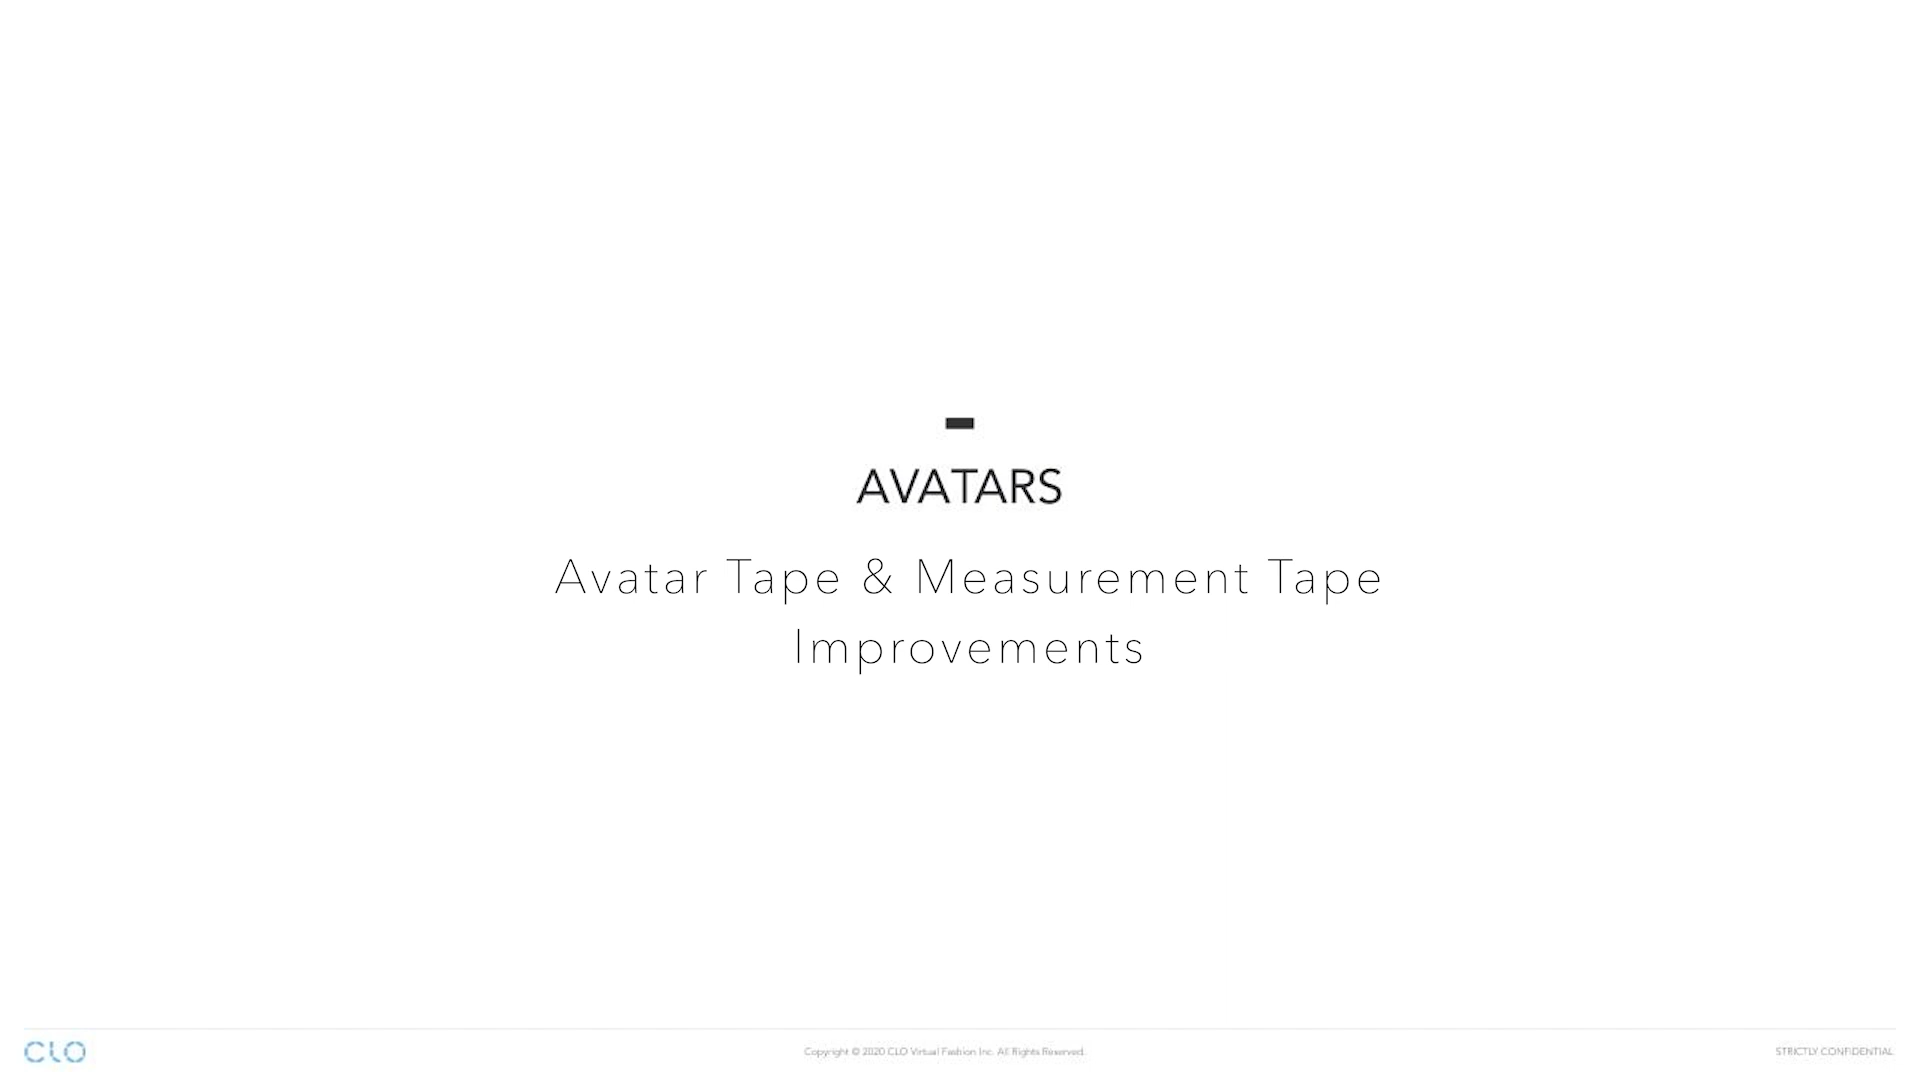 AVATARS
Avatar Tape & Measurement Tape
Improvements
CLO
Copyright © 2020 CLO Virtual Fashion Inc. All Rights Reserved.
STRICTLY CONFIDENTIAL